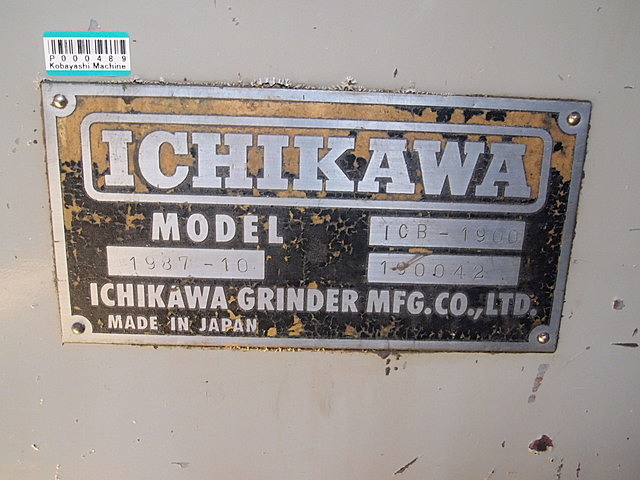 P000489
Kobayashi Machine
ICHIKAWA
MODEL ICB-1900
1987-10. 190042.
ICHIKAWA GRINDER MFG.CO.,LTD.
MADE IN JAPAN